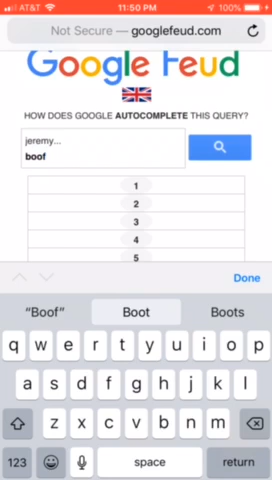 AT&T 11:50 PM 100%
Not Secure — googlefeud.com
Google Feud
HOW DOES GOOGLE AUTOCOMPLETE THIS QUERY?
jeremy...
boof
1
2
3
4
5
Done
“Boof” Boot Boots
q w e r t y u i o p
a s d f g h j k l
z x c v b n m
123 space return